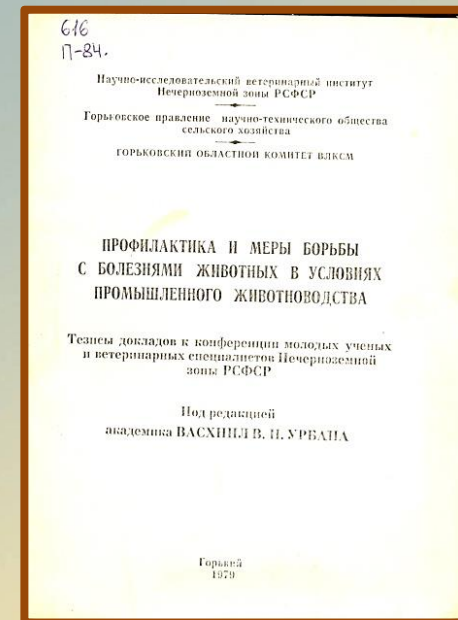 616
П-84.
Научно-исследовательский ветеринарный институт
Нечерноземной зоны РСФСР
Горьковское правление научно-технического общества
сельского хозяйства
ГОРЬКОВСКИЙ ОБЛАСТНОЙ КОМИТЕТ ВЛКСМ
ПРОФИЛАКТИКА И МЕРЫ БОРЬБЫ
С БОЛЕЗНЯМИ ЖИВОТНЫХ В УСЛОВИЯХ
ПРОМЫШЛЕННОГО ЖИВОТНОВОДСТВА
Тезисы докладов к конференции молодых ученых
и ветеринарных специалистов Нечерноземной
зоны РСФСР
Под редакцией
академика ВАСХНИЛ В. П. УРБАНА
Горький
1979